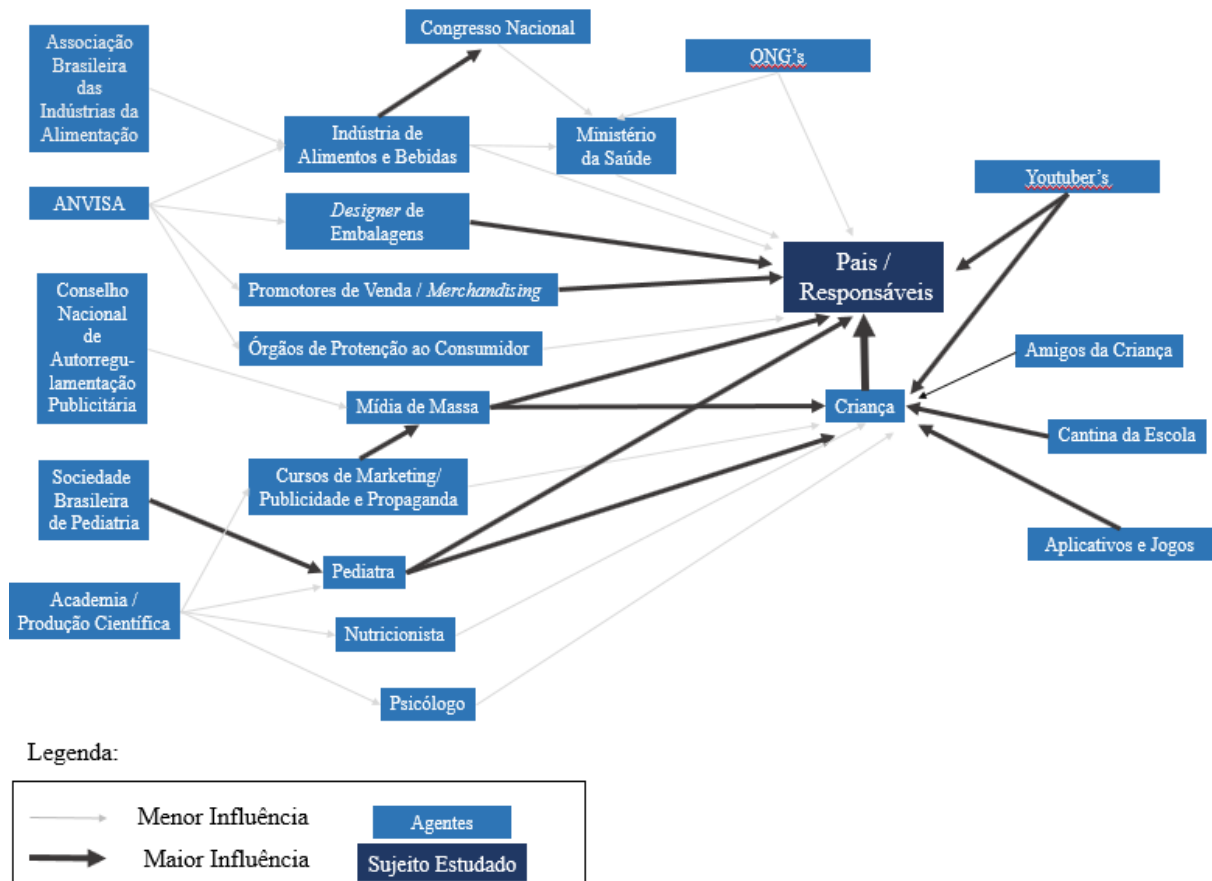 Associação
Brasileira
das
Indústrias da
Alimentação
Congresso Nacional
ONG's
Indústria de
Alimentos e Bebidas
Ministério
da Saúde
Youtuber's
ANVISA
Designer de
Embalagens
Pais /
Responsáveis
Conselho
Nacional
de
Autorregu-
lamentação
Publicitária
Promotores de Venda / Merchandising
Órgãos de Protenção ao Consumidor
Amigos da Criança
Mídia de Massa
Criança
Cantina da Escola
Sociedade
Brasileira
de Pediatria
Cursos de Marketing/
Publicidade e Propaganda
Aplicativos e Jogos
Pediatra
Academia /
Produção Científica
Nutricionista
Psicólogo
Legenda:
Menor Influência
Agentes
Maior Influência
Sujeito Estudado